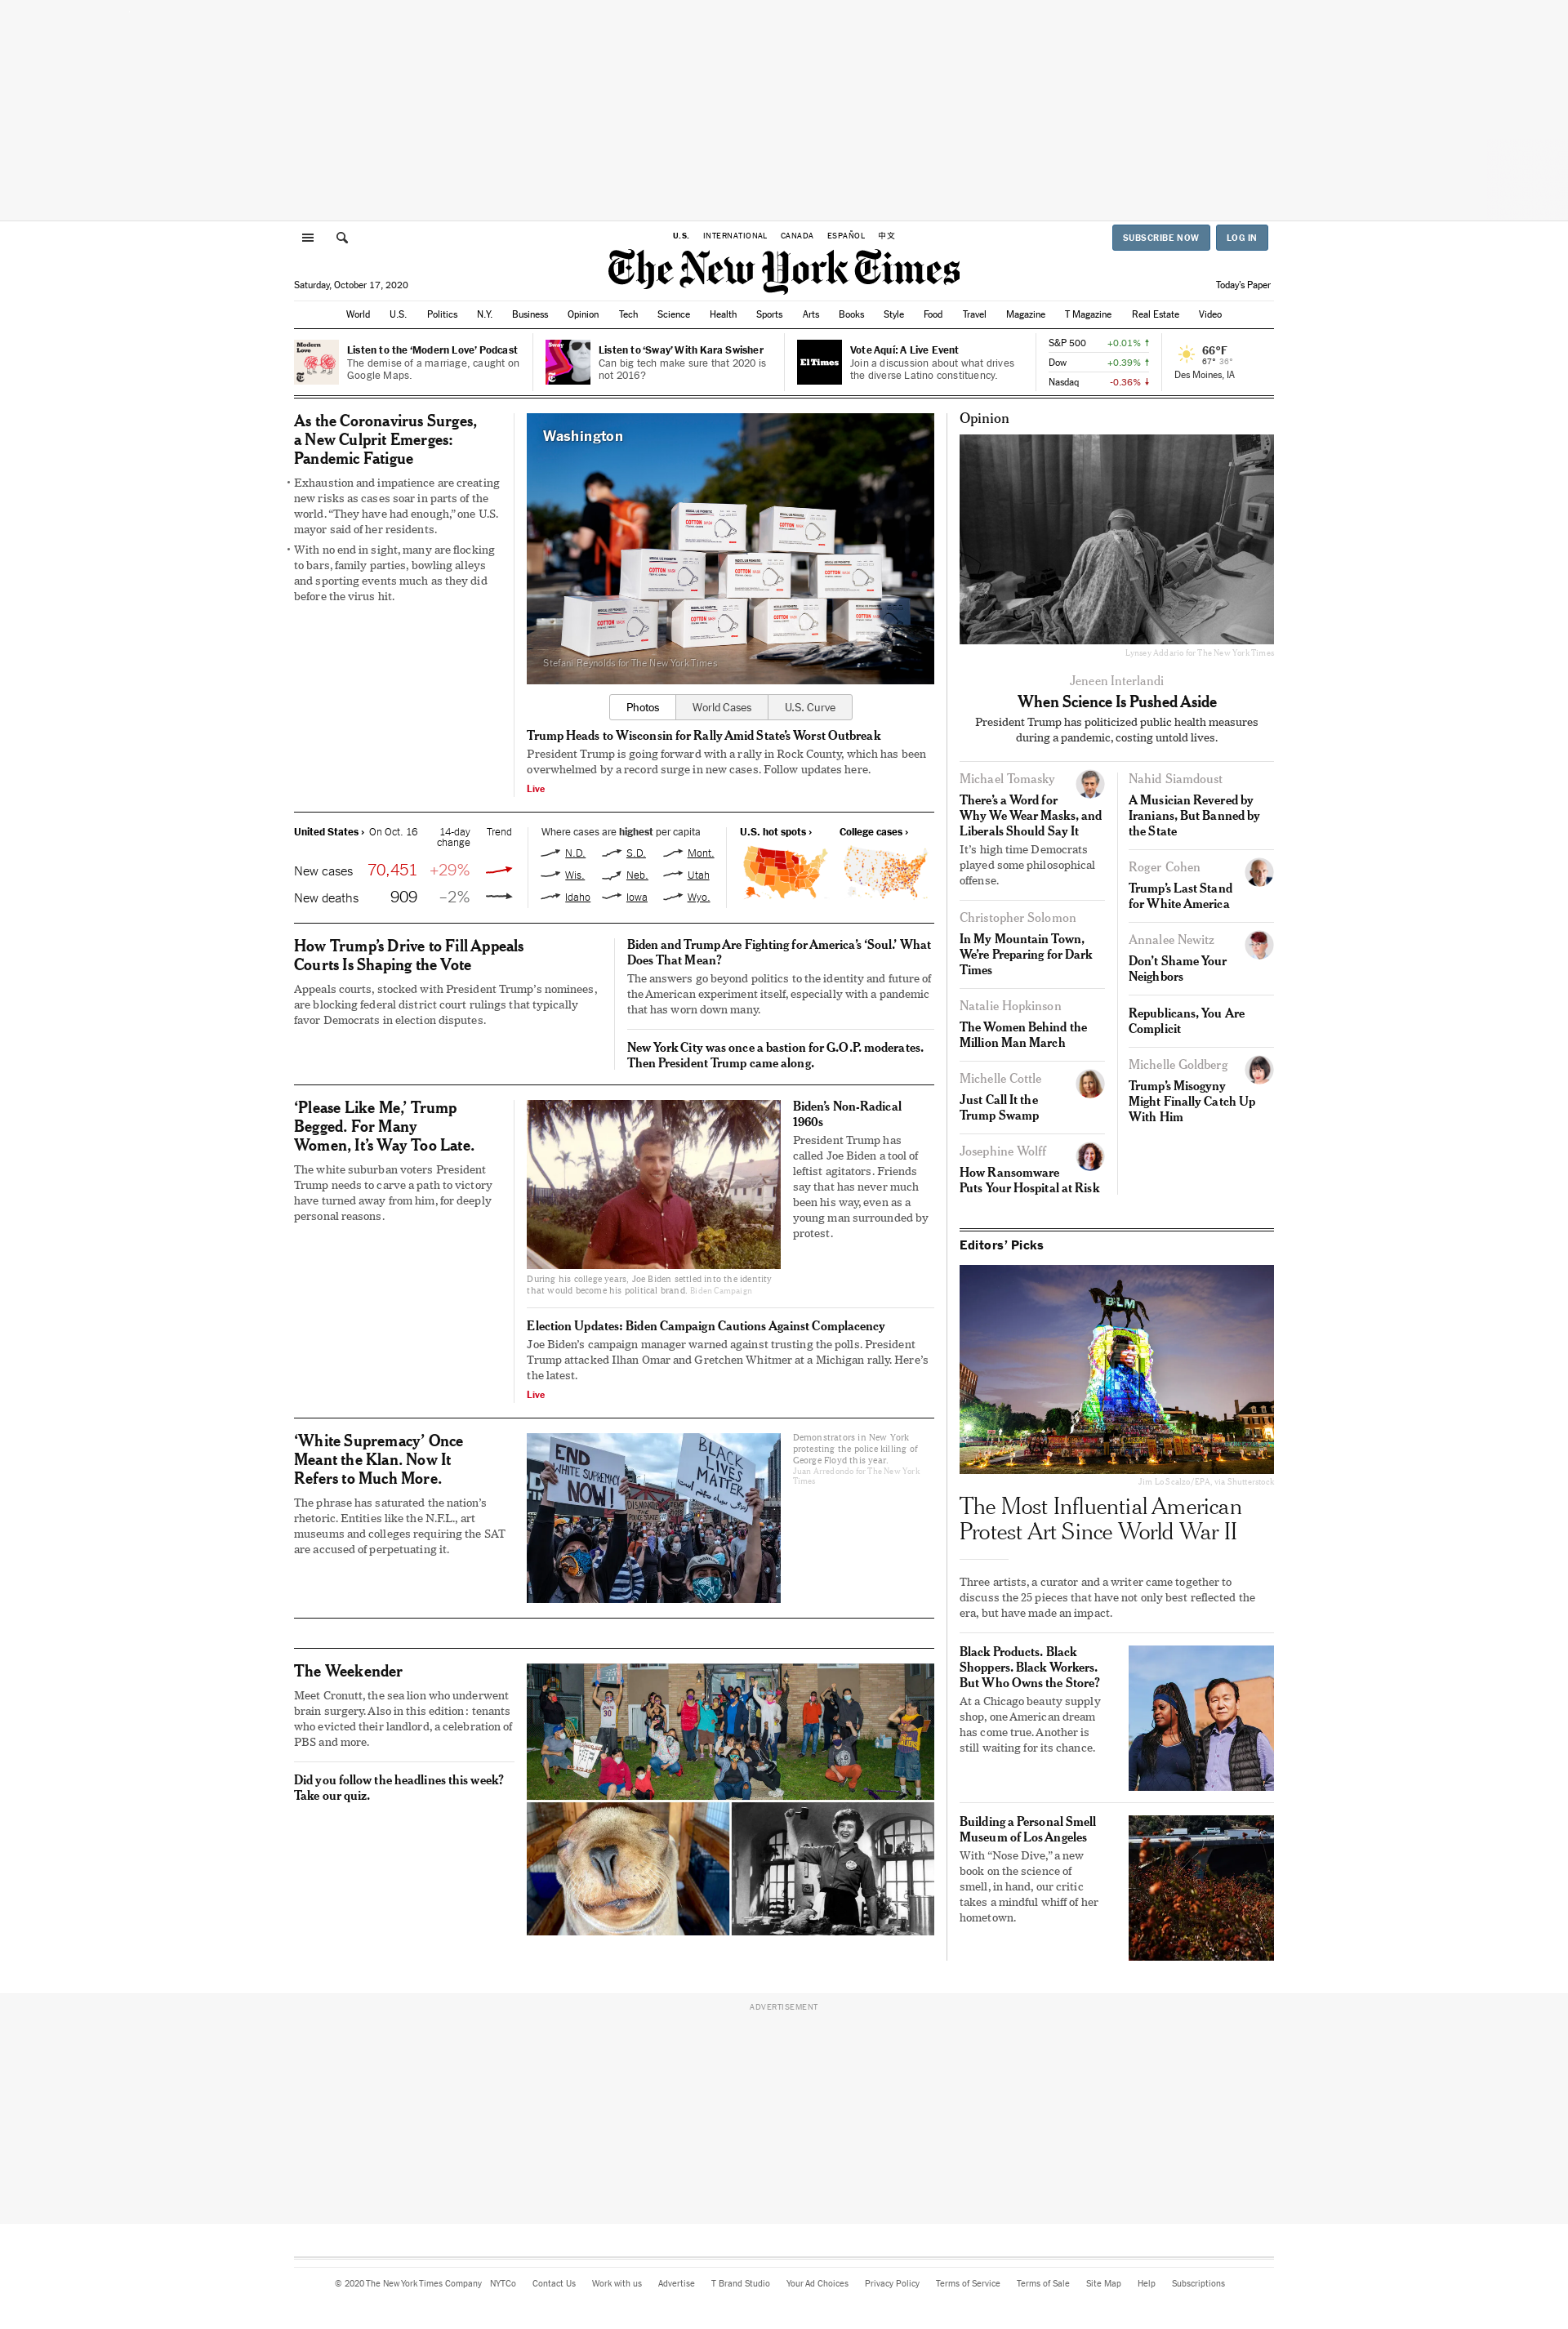 U.S. INTERNATIONAL CANADA ESPAÑOL 中文
SUBSCRIBE NOW LOG IN
The New York Times
Saturday, October 17, 2020
Today's Paper
World U.S. Politics N.Y. Business Opinion Tech Science Health Sports Arts Books Style Food Travel Magazine T Magazine Real Estate Video
Modern
Love
Listen to the ‘Modern Love’ Podcast
The demise of a marriage, caught on
Google Maps.
Sway
Listen to ‘Sway’ With Kara Swisher
Can big tech make sure that 2020 is
not 2016?
El Times
Vote Aquí: A Live Event
Join a discussion about what drives
the diverse Latino constituency.
S&P 500 +0.01%
Dow +0.39%
Nasdaq -0.36%
66°F
67° 36°
Des Moines, IA
As the Coronavirus Surges,
a New Culprit Emerges:
Pandemic Fatigue
Exhaustion and impatience are creating
new risks as cases soar in parts of the
world. “They have had enough,” one U.S.
mayor said of her residents.
With no end in sight, many are flocking
to bars, family parties, bowling alleys
and sporting events much as they did
before the virus hit.
Washington
COTTON
COTTON
COTTON
COTTON
COTTON
COTTON
COTTON
COTTON
Stefani Reynolds for The New York Times
Photos World Cases U.S. Curve
Trump Heads to Wisconsin for Rally Amid State’s Worst Outbreak
President Trump is going forward with a rally in Rock County, which has been
overwhelmed by a record surge in new cases. Follow updates here.
Live
United States › On Oct. 16 14-day
change Trend
New cases 70,451 +29%
New deaths 909 –2%
Where cases are highest per capita
N.D. S.D. Mont.
Wis. Neb. Utah
Idaho Iowa Wyo.
U.S. hot spots ›
College cases ›
How Trump’s Drive to Fill Appeals
Courts Is Shaping the Vote
Appeals courts, stocked with President Trump’s nominees,
are blocking federal district court rulings that typically
favor Democrats in election disputes.
Biden and Trump Are Fighting for America’s ‘Soul.’ What
Does That Mean?
The answers go beyond politics to the identity and future of
the American experiment itself, especially with a pandemic
that has worn down many.
New York City was once a bastion for G.O.P. moderates.
Then President Trump came along.
‘Please Like Me,’ Trump
Begged. For Many
Women, It’s Way Too Late.
The white suburban voters President
Trump needs to carve a path to victory
have turned away from him, for deeply
personal reasons.
During his college years, Joe Biden settled into the identity
that would become his political brand. Biden Campaign
Biden’s Non-Radical
1960s
President Trump has
called Joe Biden a tool of
leftist agitators. Friends
say that has never much
been his way, even as a
young man surrounded by
protest.
Election Updates: Biden Campaign Cautions Against Complacency
Joe Biden’s campaign manager warned against trusting the polls. President
Trump attacked Ilhan Omar and Gretchen Whitmer at a Michigan rally. Here’s
the latest.
Live
‘White Supremacy’ Once
Meant the Klan. Now It
Refers to Much More.
The phrase has saturated the nation’s
rhetoric. Entities like the N.F.L., art
museums and colleges requiring the SAT
are accused of perpetuating it.
END
WHITE SUPREMACY
NOW!
BLACK
LIVES
MATTER
Demonstrators in New York
protesting the police killing of
George Floyd this year.
Juan Arredondo for The New York
Times
The Weekender
Meet Cronutt, the sea lion who underwent
brain surgery. Also in this edition: tenants
who evicted their landlord, a celebration of
PBS and more.
Did you follow the headlines this week?
Take our quiz.
30
Opinion
Lynsey Addario for The New York Times
Jeneen Interlandi
When Science Is Pushed Aside
President Trump has politicized public health measures
during a pandemic, costing untold lives.
Michael Tomasky
There’s a Word for
Why We Wear Masks, and
Liberals Should Say It
It’s high time Democrats
played some philosophical
offense.
Christopher Solomon
In My Mountain Town,
We’re Preparing for Dark
Times
Natalie Hopkinson
The Women Behind the
Million Man March
Michelle Cottle
Just Call It the
Trump Swamp
Josephine Wolff
How Ransomware
Puts Your Hospital at Risk
Nahid Siamdoust
A Musician Revered by
Iranians, But Banned by
the State
Roger Cohen
Trump’s Last Stand
for White America
Annalee Newitz
Don’t Shame Your
Neighbors
Republicans, You Are
Complicit
Michelle Goldberg
Trump’s Misogyny
Might Finally Catch Up
With Him
Editors’ Picks
BLM
Jim Lo Scalzo/EPA, via Shutterstock
The Most Influential American
Protest Art Since World War II
Three artists, a curator and a writer came together to
discuss the 25 pieces that have not only best reflected the
era, but have made an impact.
Black Products. Black
Shoppers. Black Workers.
But Who Owns the Store?
At a Chicago beauty supply
shop, one American dream
has come true. Another is
still waiting for its chance.
Building a Personal Smell
Museum of Los Angeles
With “Nose Dive,” a new
book on the science of
smell, in hand, our critic
takes a mindful whiff of her
hometown.
ADVERTISEMENT
© 2020 The New York Times Company NYTCo Contact Us Work with us Advertise T Brand Studio Your Ad Choices Privacy Policy Terms of Service Terms of Sale Site Map Help Subscriptions